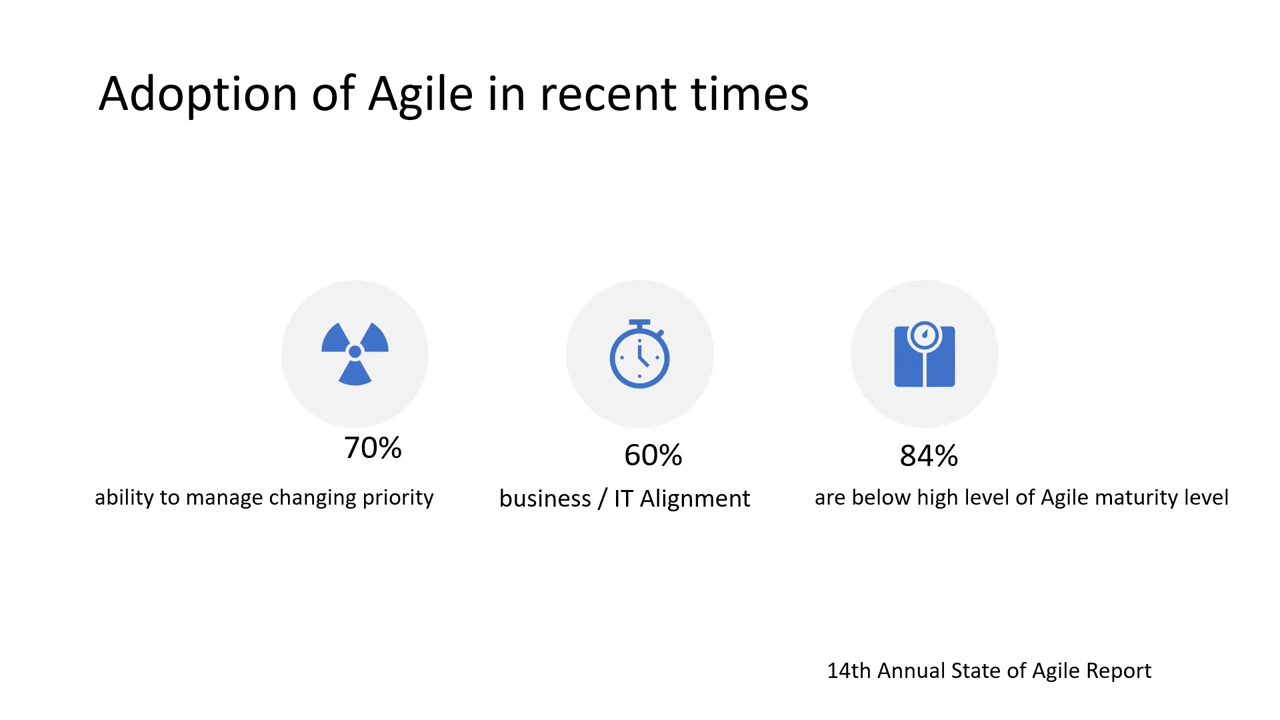 Adoption of Agile in recent times
70%
ability to manage changing priority
60%
business / IT Alignment
84%
are below high level of Agile maturity level
14th Annual State of Agile Report